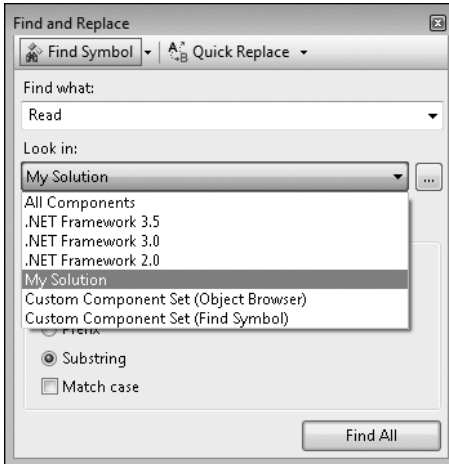 Find and Replace
Find Symbol Quick Replace
Find what:
Read
Look in:
My Solution ...
All Components
.NET Framework 3.5
.NET Framework 3.0
.NET Framework 2.0
My Solution
Custom Component Set (Object Browser)
Custom Component Set (Find Symbol)
Prefix
Substring
Match case
Find All